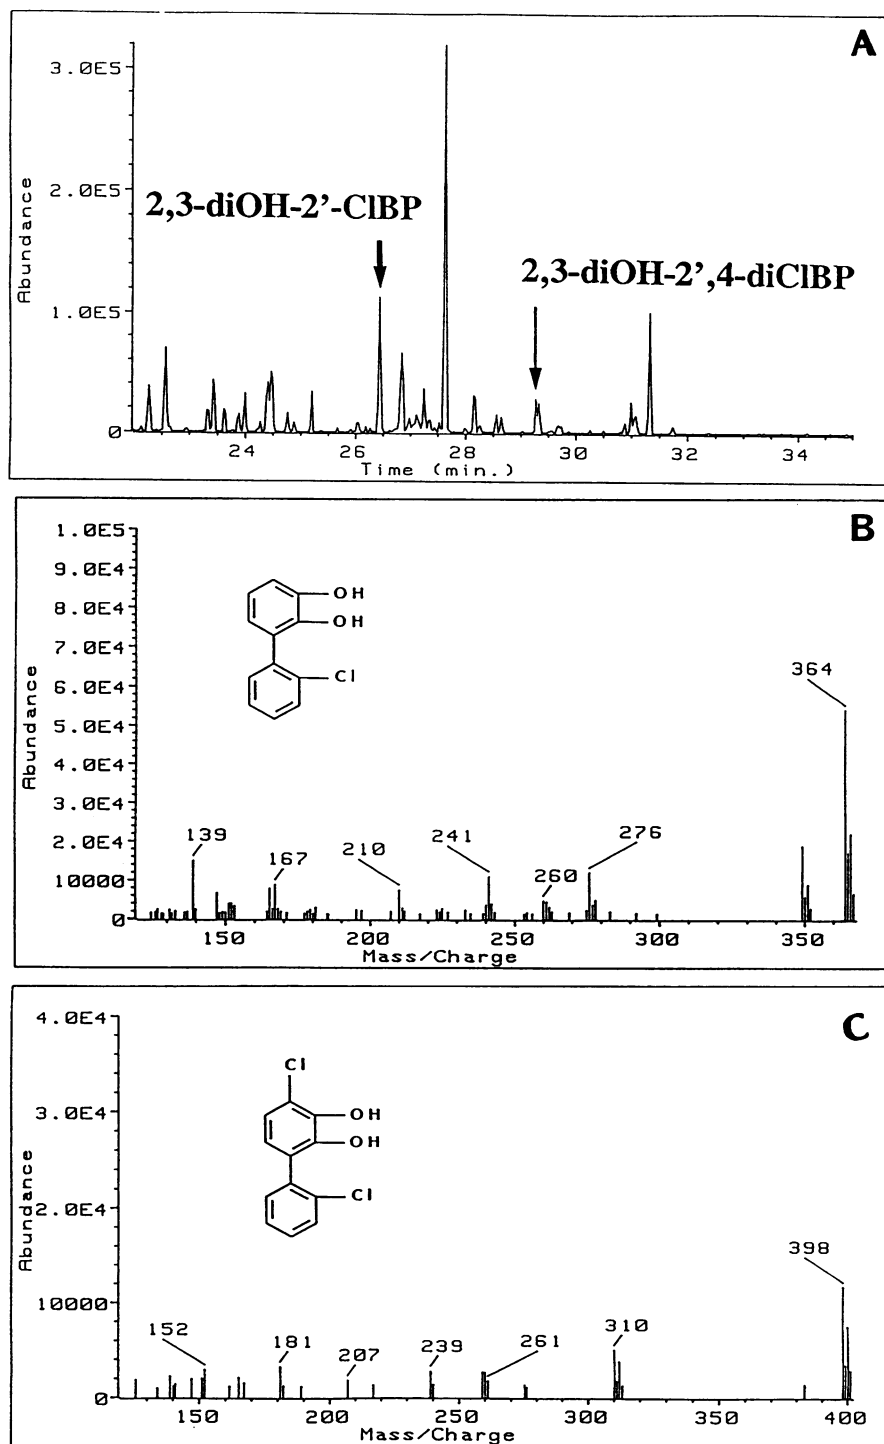 A
3.0E5
2.0E5
1.0E5
0
Abundance
2,3-diOH-2'-ClBP
2,3-diOH-2',4-diClBP
24 26 28 30 32 34
Time (min.)
B
1.0E5
9.0E4
8.0E4
7.0E4
6.0E4
5.0E4
4.0E4
3.0E4
2.0E4
10000
0
Abundance
OH
OH
Cl
364
139
167
210
241
260
276
150 200 250 300 350
Mass/Charge
C
4.0E4
3.0E4
2.0E4
10000
0
Abundance
Cl
OH
OH
Cl
398
152
181
207
239
261
310
150 200 250 300 350 400
Mass/Charge